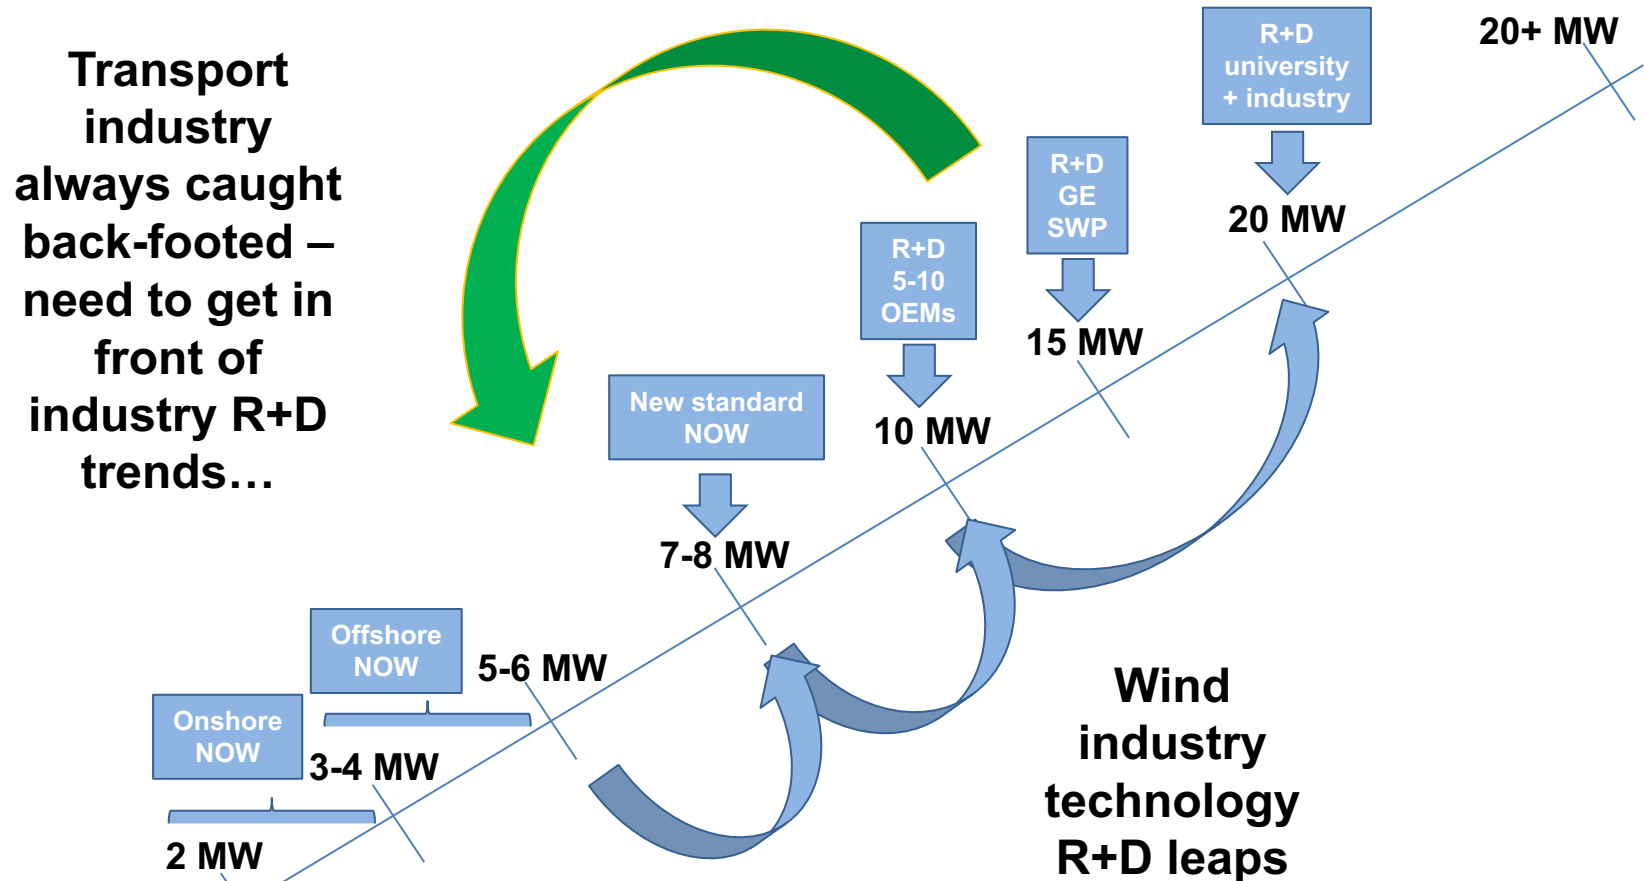 Transport
industry
always caught
back-footed –
need to get in
front of
industry R+D
trends…
20+ MW
R+D
university
+ industry
20 MW
R+D
GE
SWP
15 MW
R+D
5-10
OEMs
10 MW
New standard
NOW
7-8 MW
Offshore
NOW
5-6 MW
Onshore
NOW
3-4 MW
2 MW
Wind
industry
technology
R+D leaps